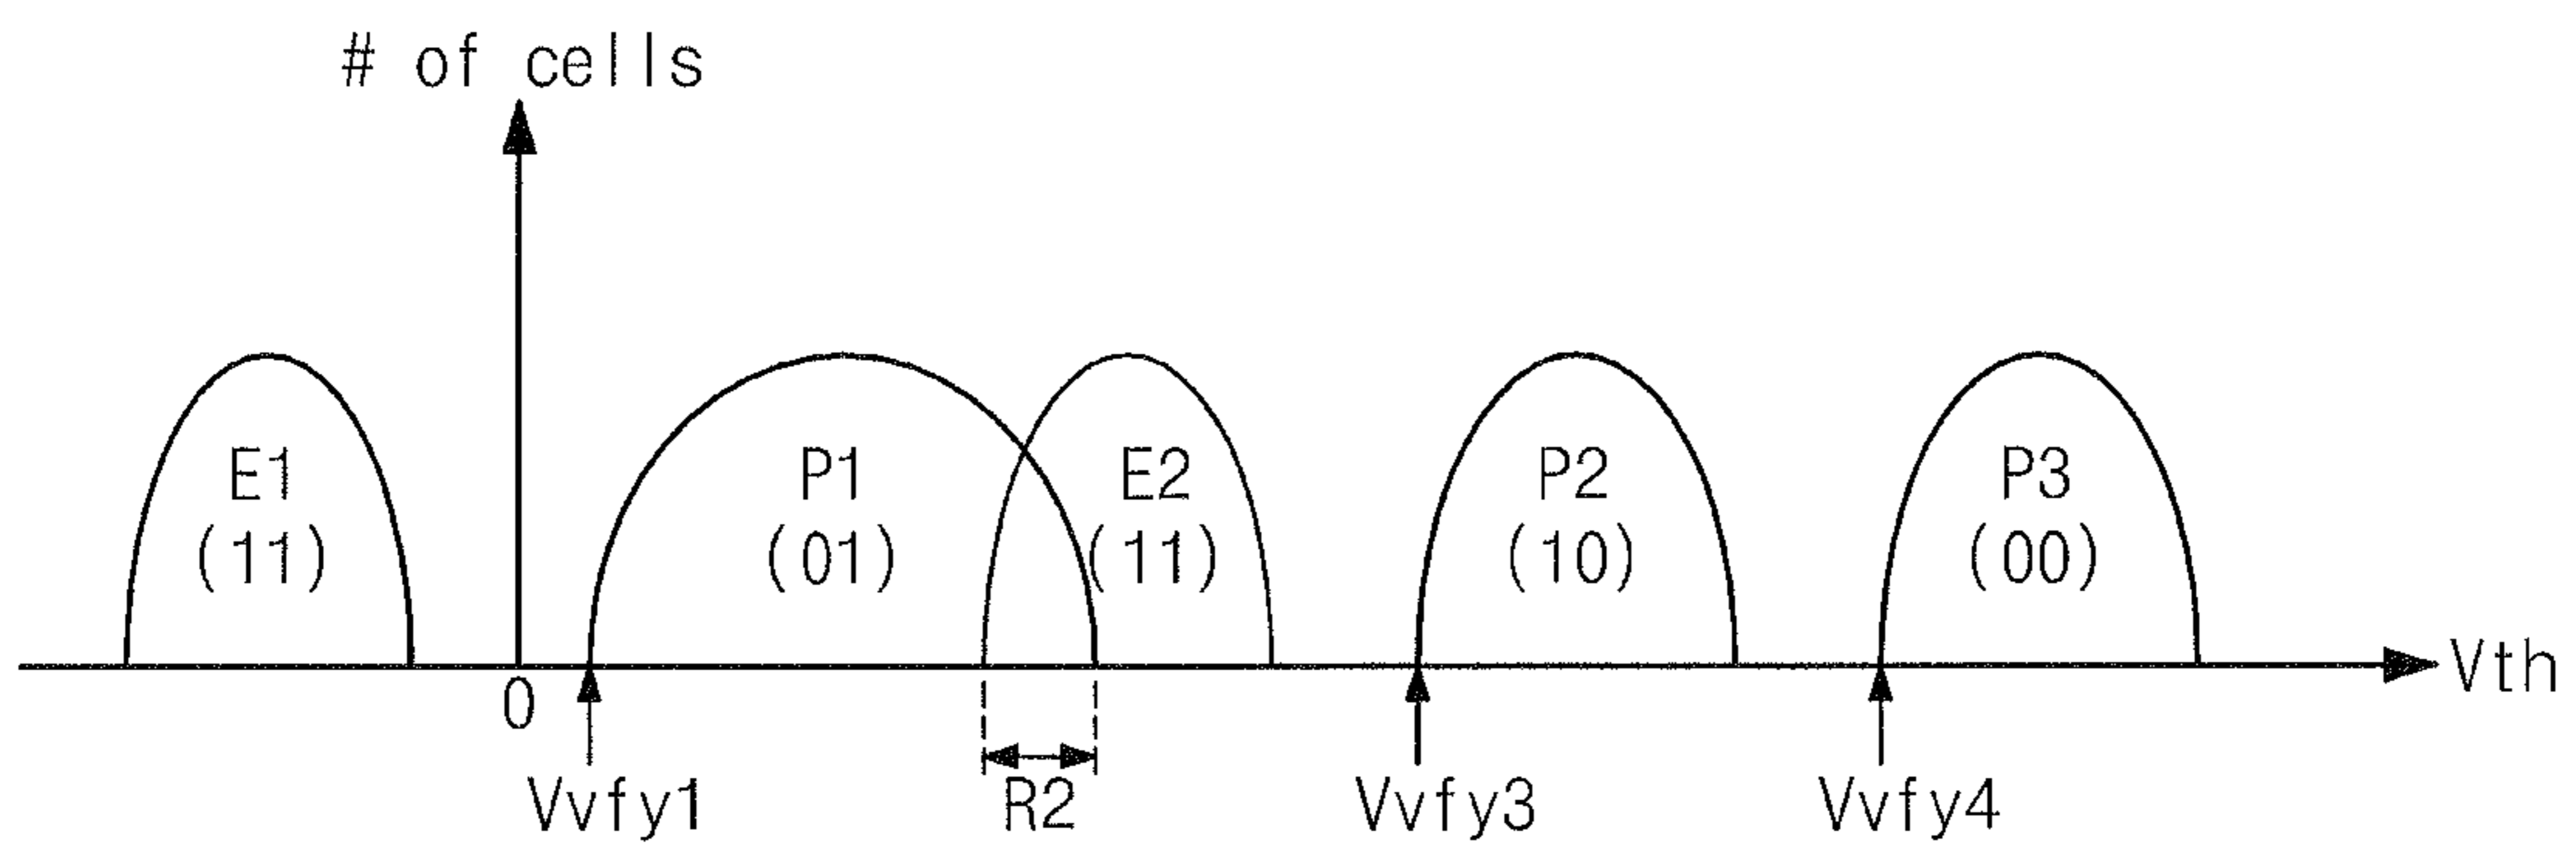 # of cells
E1
(11)
P1
(01)
E2
(11)
P2
(10)
P3
(00)
Vth
0
Vvfy1
R2
Vvfy3
Vvfy4